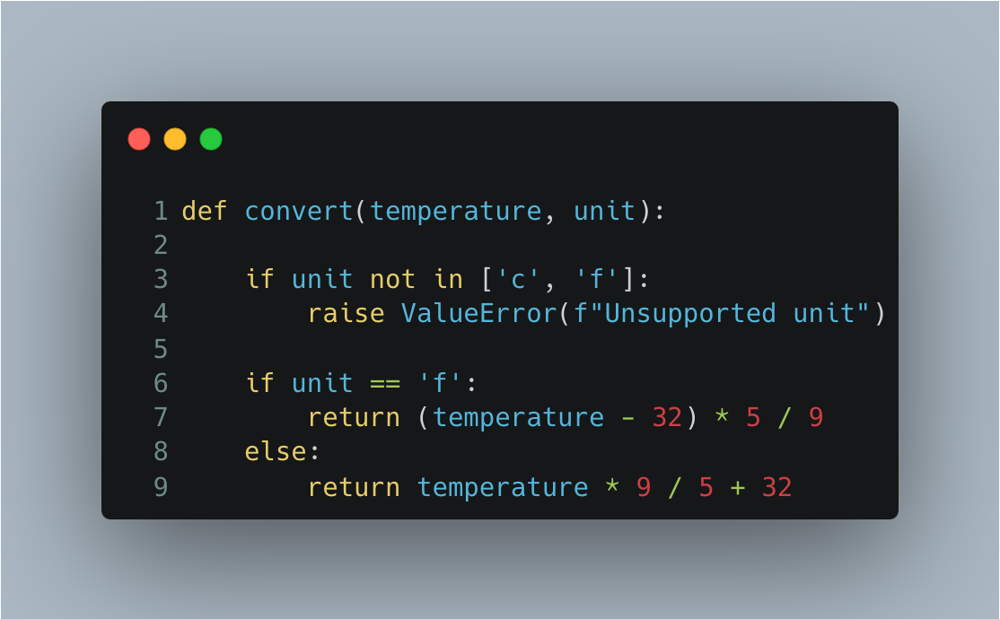 1 def convert(temperature, unit):
2
3     if unit not in ['c', 'f']:
4         raise ValueError(f"Unsupported unit")
5
6     if unit == 'f':
7         return (temperature - 32) * 5 / 9
8     else:
9         return temperature * 9 / 5 + 32